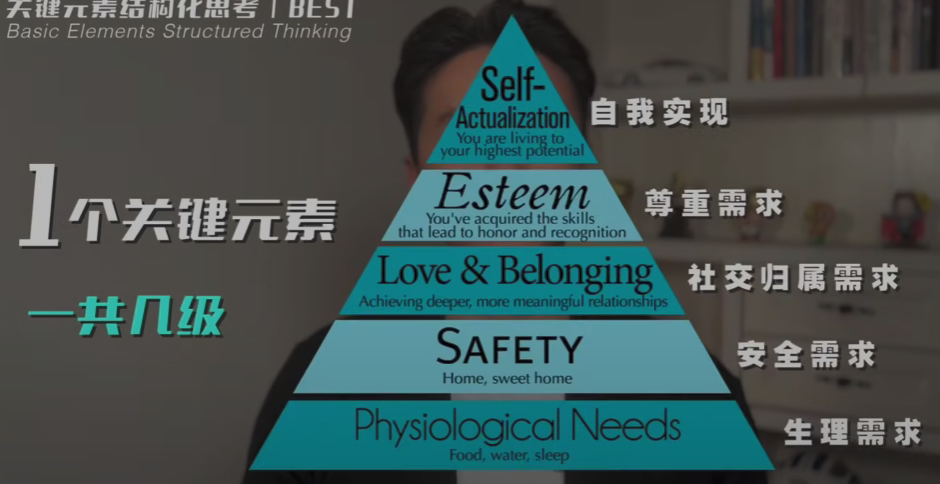 关键元素结构化思考 | BEST
Basic Elements Structured Thinking
1个关键元素
一共几级
Self-
Actualization
You are living to
your highest potential
自我实现
Esteem
You've acquired the skills
that lead to honor and recognition
尊重需求
Love & Belonging
Achieving deeper, more meaningful relationships
社交归属需求
SAFETY
Home, sweet home
安全需求
Physiological Needs
Food, water, sleep
生理需求